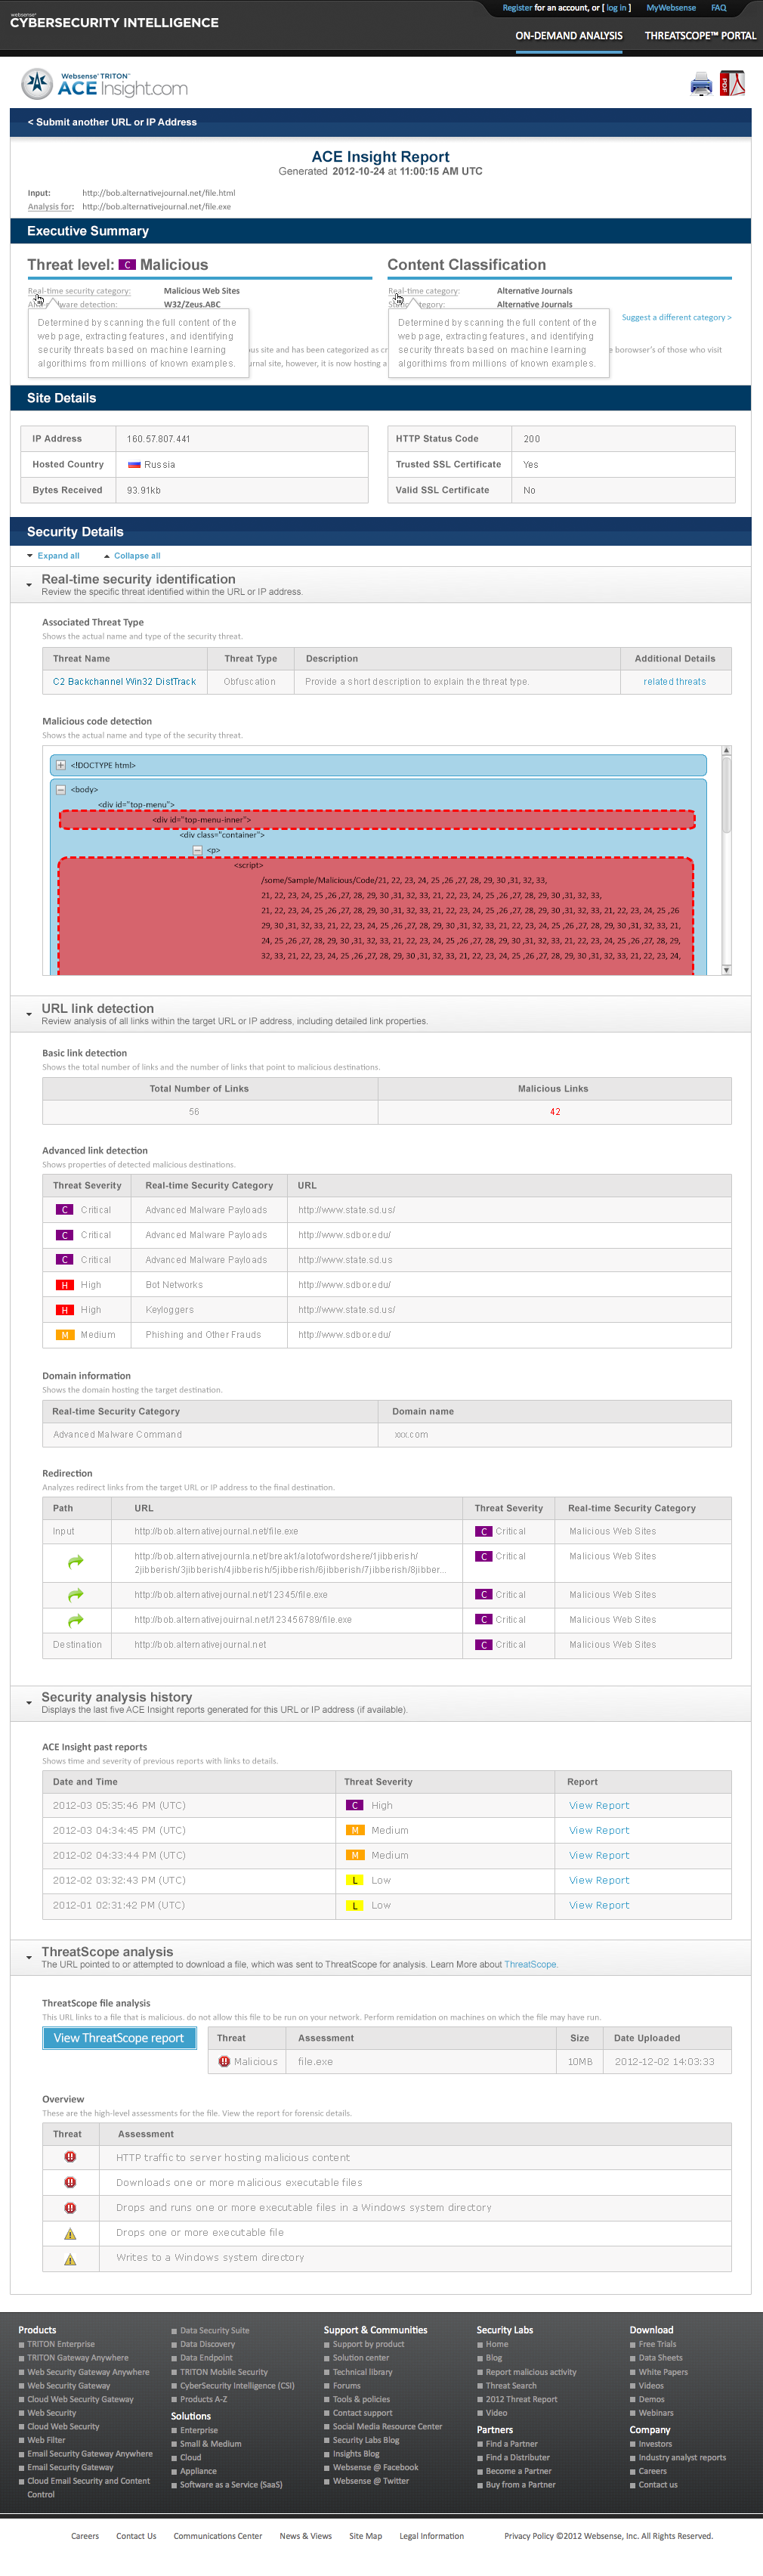 websense®
CYBERSECURITY INTELLIGENCE
Register for an account, or [ log in ] MyWebsense FAQ
ON-DEMAND ANALYSIS THREATSCOPE™ PORTAL
Websense® TRITON™
ACE Insight.com
PDF
< Submit another URL or IP Address
ACE Insight Report
Generated 2012-10-24 at 11:00:15 AM UTC
Input: http://bob.alternativejournal.net/file.html
Analysis for: http://bob.alternativejournal.net/file.exe
Executive Summary
Threat level: C Malicious
Real-time security category: Malicious Web Sites
ware detection: W32/Zeus.ABC
Determined by scanning the full content of the
web page, extracting features, and identifying
security threats based on machine learning
algorithms from millions of known examples.
Content Classification
Real-time category: Alternative Journals
tegory: Alternative Journals
Suggest a different category >
Determined by scanning the full content of the
web page, extracting features, and identifying
security threats based on machine learning
algorithms from millions of known examples.
ous site and has been categorized as cr e borowser's of those who visit
urnal site, however, it is now hosting a
Site Details
IP Address 160.57.807.441
Hosted Country Russia
Bytes Received 93.91kb
HTTP Status Code 200
Trusted SSL Certificate Yes
Valid SSL Certificate No
Security Details
Expand all Collapse all
Real-time security identification
Review the specific threat identified within the URL or IP address.
Associated Threat Type
Shows the actual name and type of the security threat.
Threat Name Threat Type Description Additional Details
C2 Backchannel Win32 DistTrack Obfuscation Provide a short description to explain the threat type. related threats
Malicious code detection
Shows the actual name and type of the security threat.
<!DOCTYPE html>
<body>
<div id="top-menu">
<div id="top-menu-inner">
<div class="container">
<p>
<script>
/some/Sample/Malicious/Code/21, 22, 23, 24, 25 ,26 ,27, 28, 29, 30 ,31, 32, 33,
21, 22, 23, 24, 25 ,26 ,27, 28, 29, 30 ,31, 32, 33, 21, 22, 23, 24, 25 ,26 ,27, 28, 29, 30 ,31, 32, 33,
21, 22, 23, 24, 25 ,26 ,27, 28, 29, 30 ,31, 32, 33, 21, 22, 23, 24, 25 ,26 ,27, 28, 29, 30 ,31, 32, 33, 21, 22, 23, 24, 25 ,26
29, 30 ,31, 32, 33, 21, 22, 23, 24, 25 ,26 ,27, 28, 29, 30 ,31, 32, 33, 21, 22, 23, 24, 25 ,26 ,27, 28, 29, 30 ,31, 32, 33, 21,
24, 25 ,26 ,27, 28, 29, 30 ,31, 32, 33, 21, 22, 23, 24, 25 ,26 ,27, 28, 29, 30 ,31, 32, 33, 21, 22, 23, 24, 25 ,26 ,27, 28, 29,
32, 33, 21, 22, 23, 24, 25 ,26 ,27, 28, 29, 30 ,31, 32, 33, 21, 22, 23, 24, 25 ,26 ,27, 28, 29, 30 ,31, 32, 33, 21, 22, 23, 24,
URL link detection
Review analysis of all links within the target URL or IP address, including detailed link properties.
Basic link detection
Shows the total number of links and the number of links that point to malicious destinations.
Total Number of Links Malicious Links
56 42
Advanced link detection
Shows properties of detected malicious destinations.
Threat Severity Real-time Security Category URL
C Critical Advanced Malware Payloads http://www.state.sd.us/
C Critical Advanced Malware Payloads http://www.sdbor.edu/
C Critical Advanced Malware Payloads http://www.state.sd.us
H High Bot Networks http://www.sdbor.edu/
H High Keyloggers http://www.state.sd.us/
M Medium Phishing and Other Frauds http://www.sdbor.edu/
Domain information
Shows the domain hosting the target destination.
Real-time Security Category Domain name
Advanced Malware Command xxx.com
Redirection
Analyzes redirect links from the target URL or IP address to the final destination.
Path URL Threat Severity Real-time Security Category
Input http://bob.alternativejournal.net/file.exe C Critical Malicious Web Sites
http://bob.alternativejournla.net/break1/alotofwordshere/1jibberish/ C Critical Malicious Web Sites
2jibberish/3jibberish/4jibberish/5jibberish/6jibberish/7jibberish/8jibber...
http://bob.alternativejournal.net/12345/file.exe C Critical Malicious Web Sites
http://bob.alternativejouirnal.net/123456789/file.exe C Critical Malicious Web Sites
Destination http://bob.alternativejournal.net C Critical Malicious Web Sites
Security analysis history
Displays the last five ACE Insight reports generated for this URL or IP address (if available).
ACE Insight past reports
Shows time and severity of previous reports with links to details.
Date and Time Threat Severity Report
2012-03 05:35:46 PM (UTC) C High View Report
2012-03 04:34:45 PM (UTC) M Medium View Report
2012-02 04:33:44 PM (UTC) M Medium View Report
2012-02 03:32:43 PM (UTC) L Low View Report
2012-01 02:31:42 PM (UTC) L Low View Report
ThreatScope analysis
The URL pointed to or attempted to download a file, which was sent to ThreatScope for analysis. Learn More about ThreatScope.
ThreatScope file analysis
This URL links to a file that is malicious. do not allow this file to be run on your network. Perform remidation on machines on which the file may have run.
View ThreatScope report
Threat Assessment Size Date Uploaded
Malicious file.exe 10MB 2012-12-02 14:03:33
Overview
These are the high-level assessments for the file. View the report for forensic details.
Threat Assessment
HTTP traffic to server hosting malicious content
Downloads one or more malicious executable files
Drops and runs one or more executable files in a Windows system directory
Drops one or more executable file
Writes to a Windows system directory
Products
TRITON Enterprise
TRITON Gateway Anywhere
Web Security Gateway Anywhere
Web Security Gateway
Cloud Web Security Gateway
Web Security
Cloud Web Security
Web Filter
Email Security Gateway Anywhere
Email Security Gateway
Cloud Email Security and Content
Control
Data Security Suite
Data Discovery
Data Endpoint
TRITON Mobile Security
CyberSecurity Intelligence (CSI)
Products A-Z
Solutions
Enterprise
Small & Medium
Cloud
Appliance
Software as a Service (SaaS)
Support & Communities
Support by product
Solution center
Technical library
Forums
Tools & policies
Contact support
Social Media Resource Center
Security Labs Blog
Insights Blog
Websense @ Facebook
Websense @ Twitter
Security Labs
Home
Blog
Report malicious activity
Threat Search
2012 Threat Report
Video
Partners
Find a Partner
Find a Distributer
Become a Partner
Buy from a Partner
Download
Free Trials
Data Sheets
White Papers
Videos
Demos
Webinars
Company
Investors
Industry analyst reports
Careers
Contact us
Careers Contact Us Communications Center News & Views Site Map Legal Information Privacy Policy ©2012 Websense, Inc. All Rights Reserved.